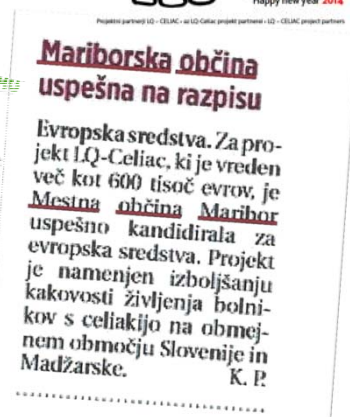 Happy new year 2014
Projektni partnerji LQ - CELIAC • az LQ-Celiac projekt partnerei • LQ - CELIAC project partners
Mariborska občina
uspešna na razpisu
Evropska sredstva. Za pro-
jekt LQ-Celiac, ki je vreden
več kot 600 tisoč evrov, je
Mestna občina Maribor
uspešno kandidirala za
evropska sredstva. Projekt
je namenjen izboljšanju
kakovosti življenja bolni-
kov s celiakijo na obmej-
nem območju Slovenije in
Madžarske. K. P.